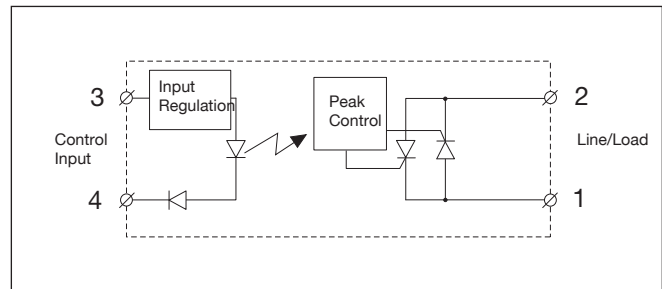 Input
Regulation
3
Control
Input
4
Peak
Control
2
Line/Load
1